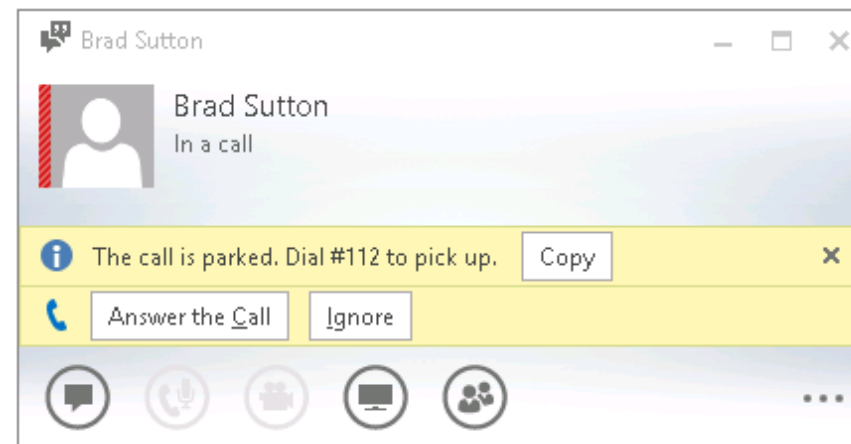 Brad Sutton
Brad Sutton
In a call
The call is parked. Dial #112 to pick up. Copy
Answer the Call Ignore